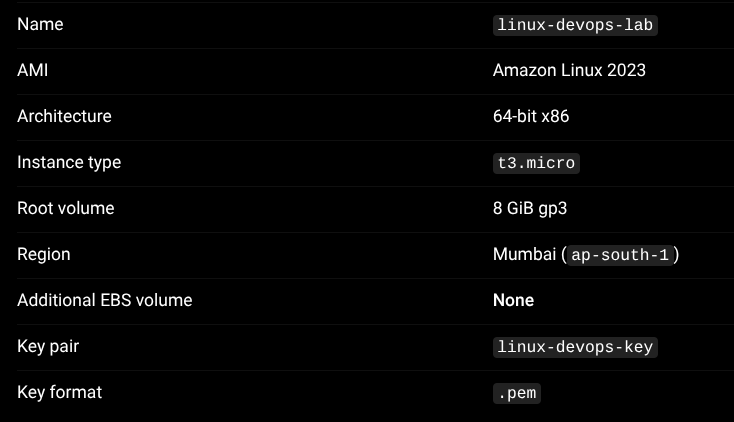 Name linux-devops-lab
AMI Amazon Linux 2023
Architecture 64-bit x86
Instance type t3.micro
Root volume 8 GiB gp3
Region Mumbai (ap-south-1)
Additional EBS volume None
Key pair linux-devops-key
Key format .pem